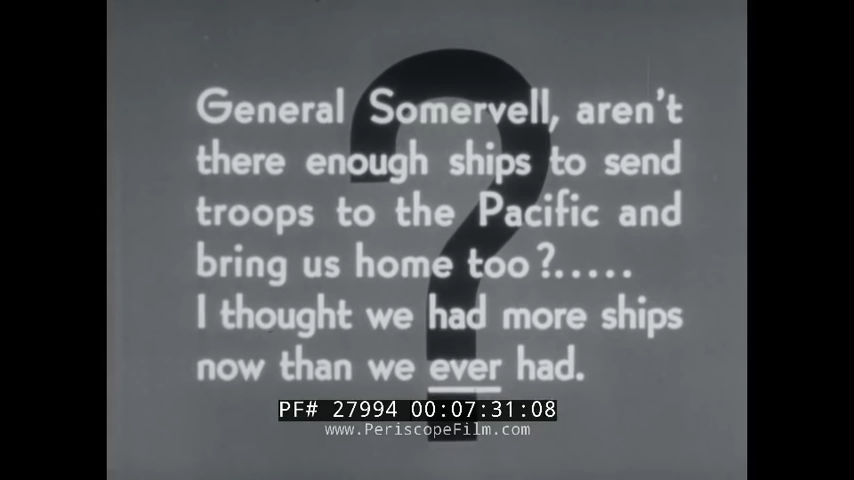 General Somervell, aren't
there enough ships to send
troops to the Pacific and
bring us home too?.....
I thought we had more ships
now than we ever had.
PF# 27994 00:07:31:08
www.PeriscopeFilm.com